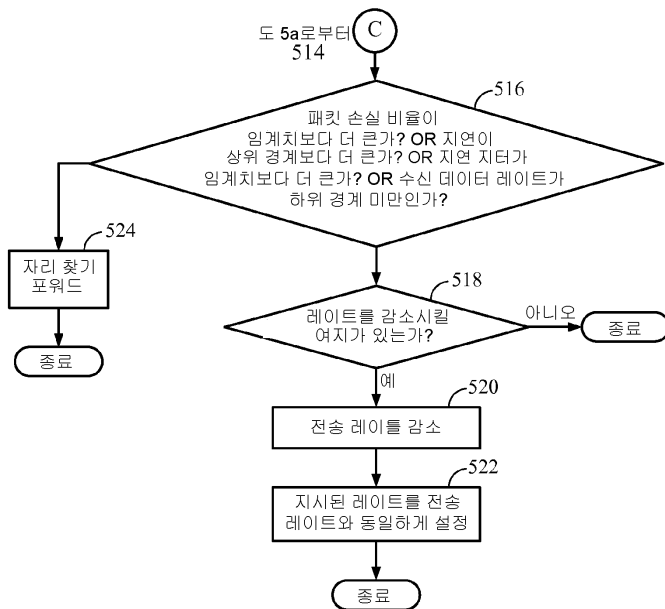 도 5a로부터
514
C
516
패킷 손실 비율이
임계치보다 더 큰가? OR 지연이
상위 경계보다 더 큰가? OR 지연 지터가
임계치보다 더 큰가? OR 수신 데이터 레이트가
하위 경계 미만인가?
524
자리 찾기
포워드
종료
518
레이트를 감소시킬
여지가 있는가?
아니오
종료
예
520
전송 레이틀 감소
522
지시된 레이트를 전송
레이트와 동일하게 설정
종료